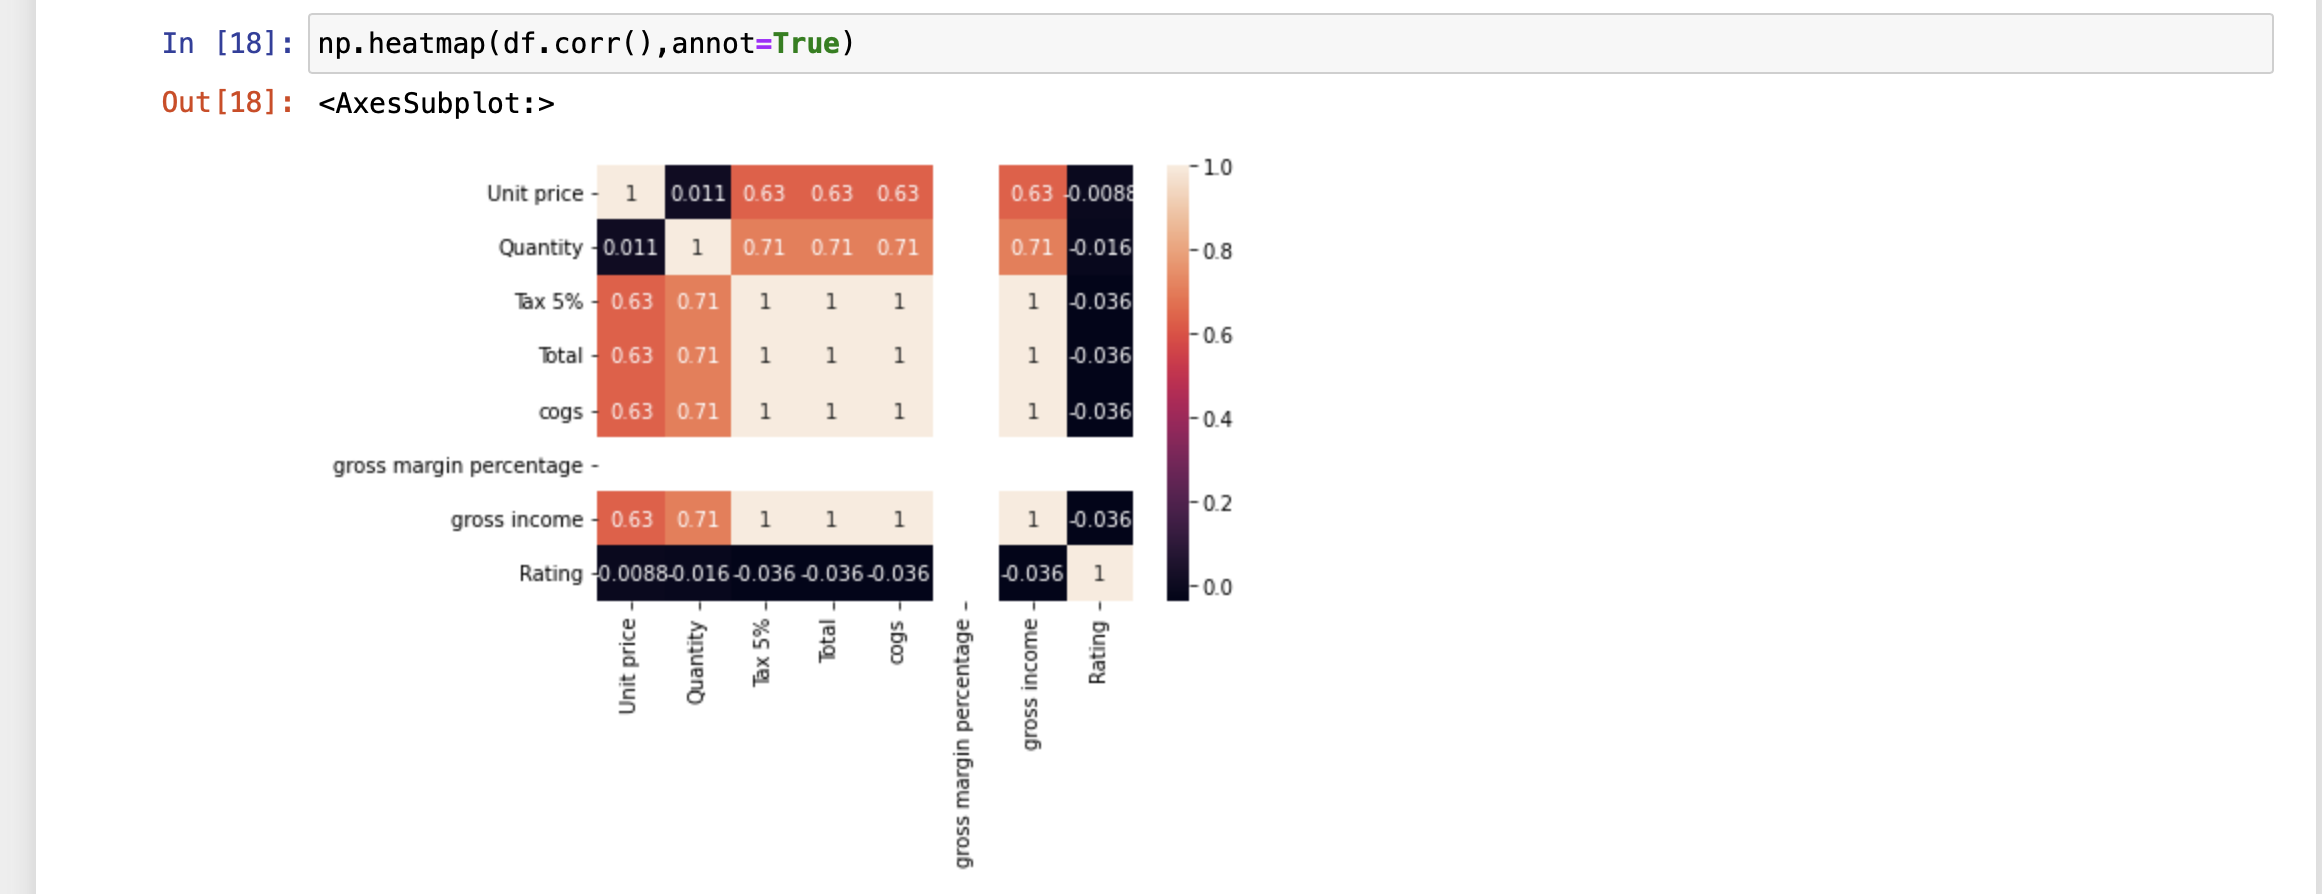 In [18]: np.heatmap(df.corr(),annot=True)
Out[18]: <AxesSubplot:>
Unit price 1 0.011 0.63 0.63 0.63 0.63 -0.0088
Quantity 0.011 1 0.71 0.71 0.71 0.71 -0.016
Tax 5% 0.63 0.71 1 1 1 1 -0.036
Total 0.63 0.71 1 1 1 1 -0.036
cogs 0.63 0.71 1 1 1 1 -0.036
gross margin percentage
gross income 0.63 0.71 1 1 1 1 -0.036
Rating -0.0088 -0.016 -0.036 -0.036 -0.036 -0.036 1
Unit price
Quantity
Tax 5%
Total
cogs
gross margin percentage
gross income
Rating
1.0
0.8
0.6
0.4
0.2
0.0